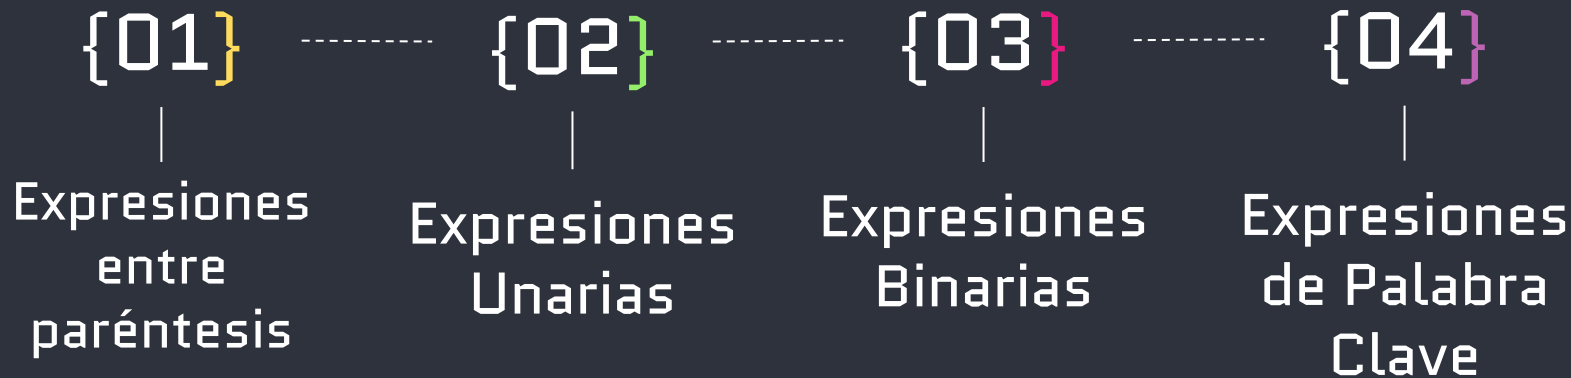 {01}
Expresiones
entre
paréntesis
{02}
Expresiones
Unarias
{03}
Expresiones
Binarias
{04}
Expresiones
de Palabra
Clave